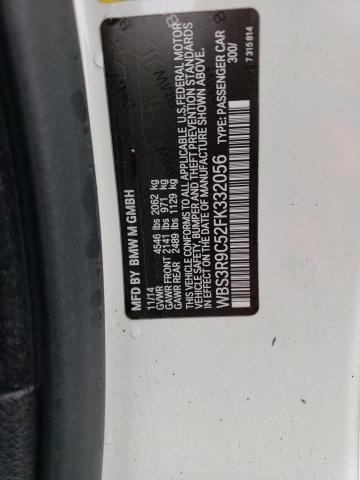 MFD BY BMW M GMBH
11/14
GVWR 4546 lbs 2062 kg
GAWR FRONT 2141 lbs 971 kg
GAWR REAR 2489 lbs 1129 kg
THIS VEHICLE CONFORMS TO ALL APPLICABLE U.S.FEDERAL MOTOR
VEHICLE SAFETY, BUMPER AND THEFT PREVENTION STANDARDS
IN EFFECT ON THE DATE OF MANUFACTURE SHOWN ABOVE.
WBS3R9C52FK332056 TYPE: PASSENGER CAR
300/
7 315 814